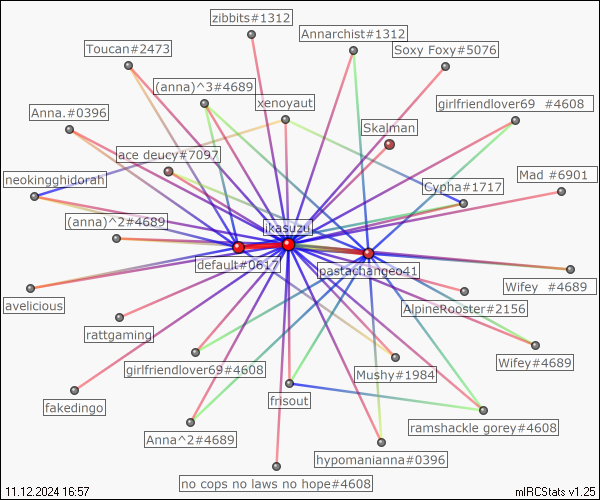 zibbits#1312
Annarchist#1312
Toucan#2473
Soxy Foxy#5076
(anna)^3#4689
xenoyaut
girlfriendlover69 #4608
Anna.#0396
Skalman
ace deucy#7097
Mad #6901
neokingghidorah
Cypha#1717
(anna)^2#4689
ikasuzu
default#0617
pastachangeo41
Wifey #4689
avelicious
AlpineRooster#2156
rattgaming
girlfriendlover69#4608
Wifey#4689
Mushy#1984
fakedingo
frisout
ramshackle gorey#4608
Anna^2#4689
hypomanianna#0396
no cops no laws no hope#4608
11.12.2024 16:57
mIRCStats v1.25